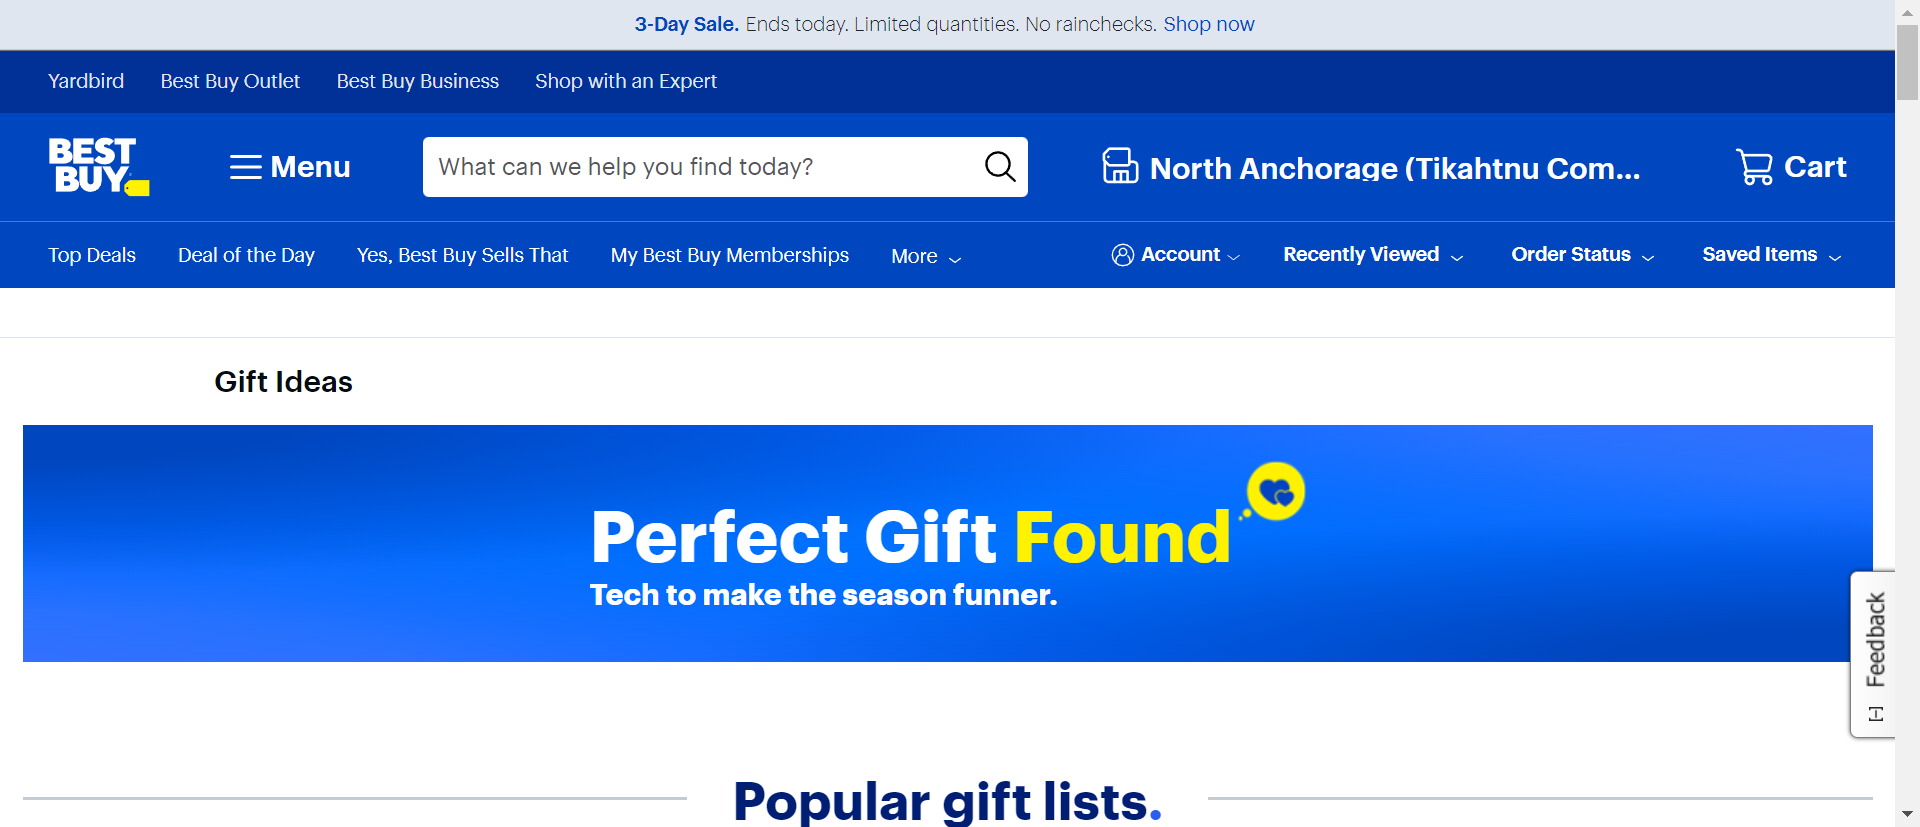 3-Day Sale. Ends today. Limited quantities. No rainchecks. Shop now
Yardbird Best Buy Outlet Best Buy Business Shop with an Expert
BEST
BUY
Menu
What can we help you find today?
North Anchorage (Tikahtnu Com...
Cart
Top Deals Deal of the Day Yes, Best Buy Sells That My Best Buy Memberships More Account Recently Viewed Order Status Saved Items
Gift Ideas
Perfect Gift Found
Tech to make the season funner.
Feedback
Popular gift lists.